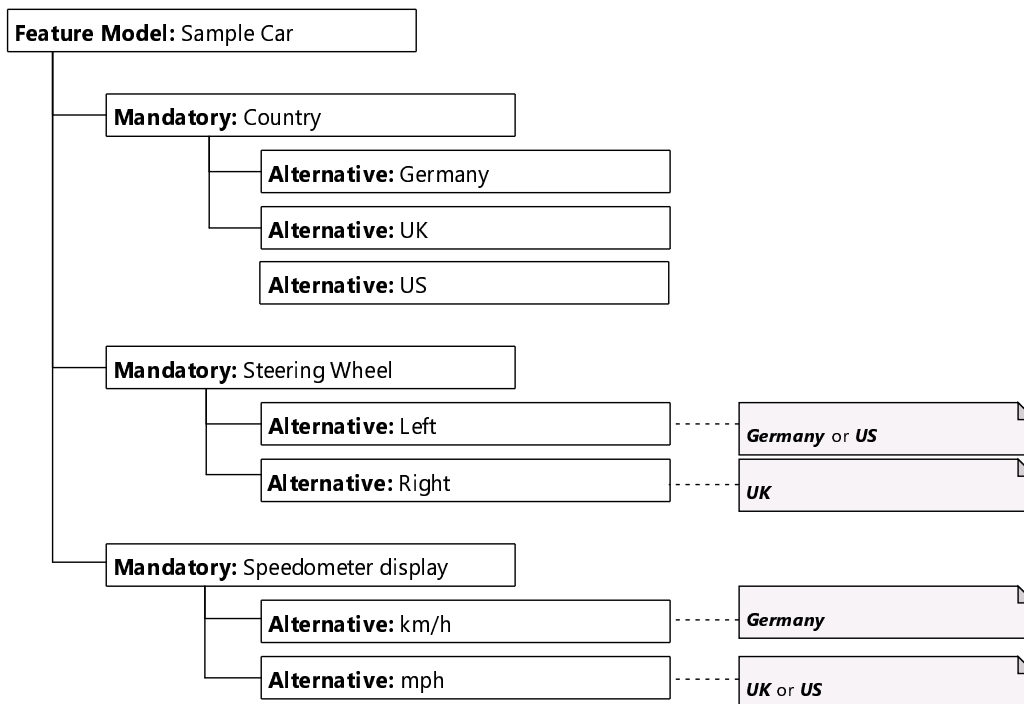 Feature Model: Sample Car
Mandatory: Country
Alternative: Germany
Alternative: UK
Alternative: US
Mandatory: Steering Wheel
Alternative: Left
Germany or US
Alternative: Right
UK
Mandatory: Speedometer display
Alternative: km/h
Germany
Alternative: mph
UK or US